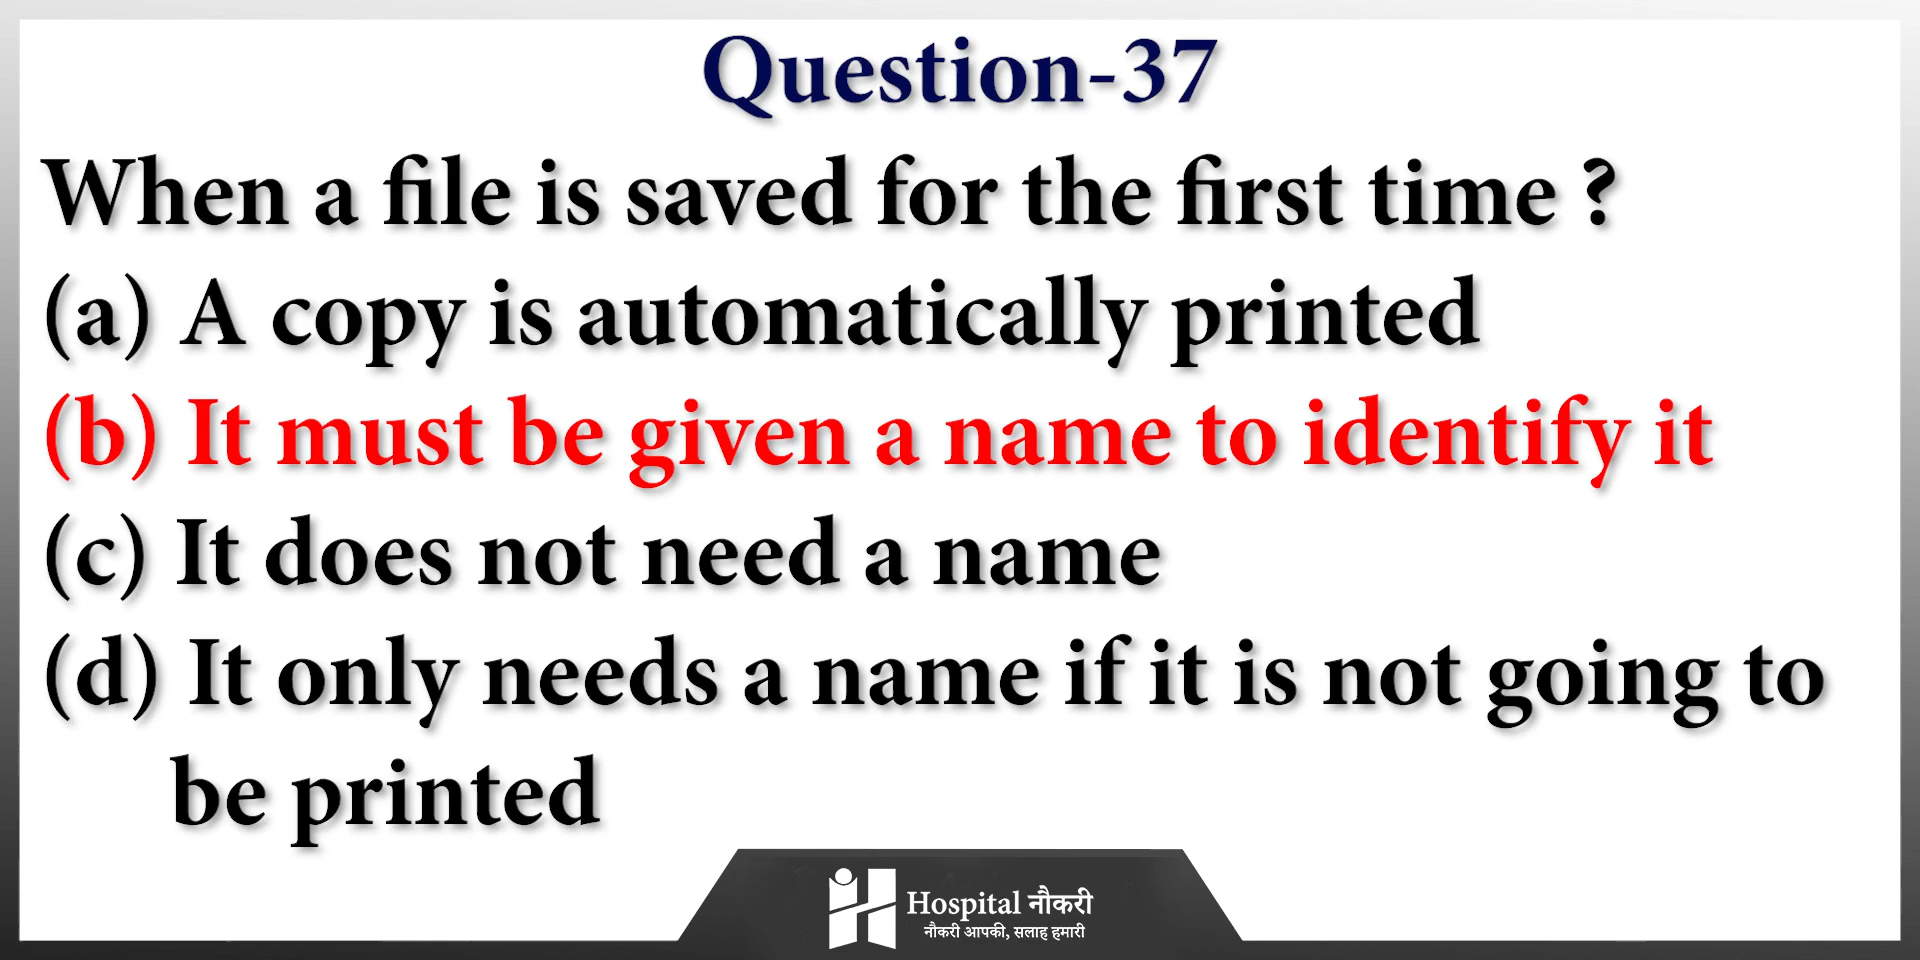 Question-37
When a file is saved for the first time ?
(a) A copy is automatically printed
(b) It must be given a name to identify it
(c) It does not need a name
(d) It only needs a name if it is not going to
be printed
Hospital नौकरी
नौकरी आपकी, सलाह हमारी